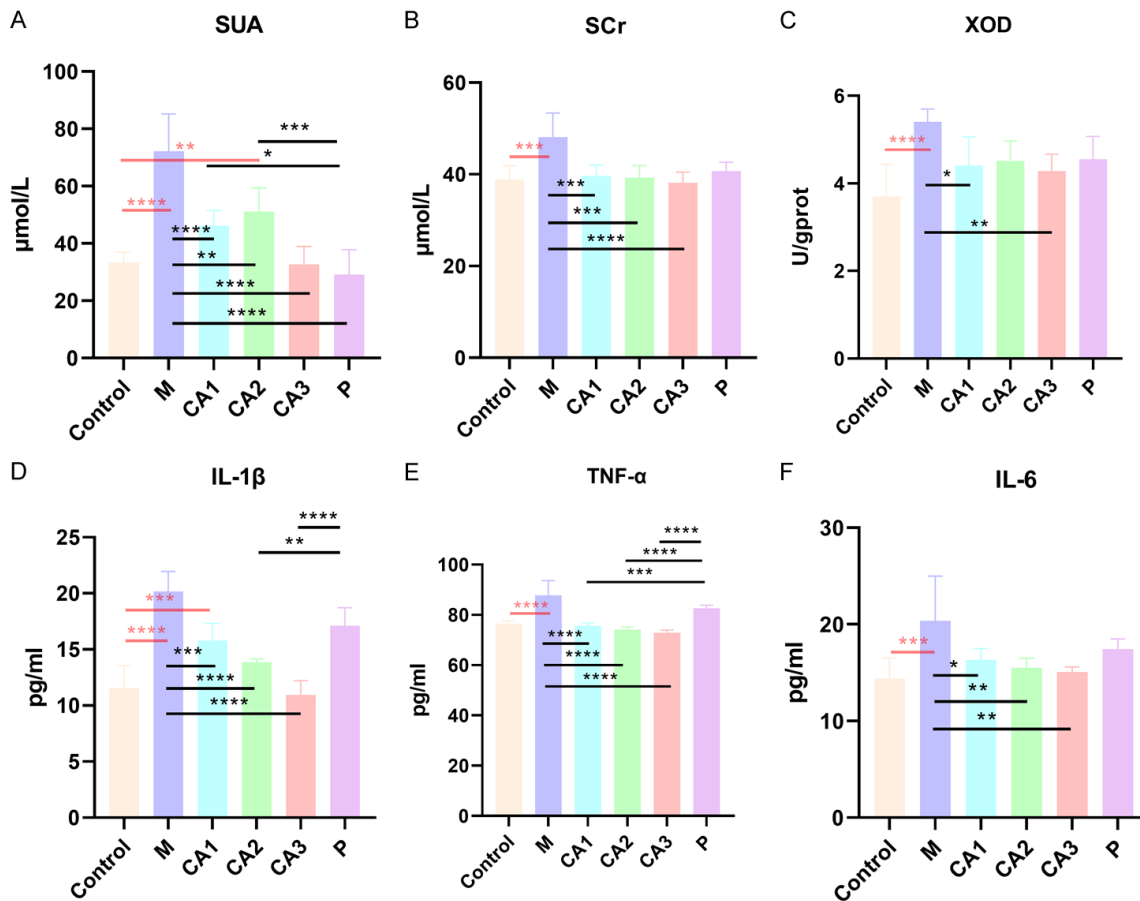 A
SUA
μmol/L
100
80
60
40
20
0
***
**
*
****
****
**
****
****
Control
M
CA1
CA2
CA3
P
B
SCr
μmol/L
60
40
20
0
***
***
***
****
Control
M
CA1
CA2
CA3
P
C
XOD
U/gprot
6
4
2
0
****
*
**
Control
M
CA1
CA2
CA3
P
D
IL-1β
pg/ml
25
20
15
10
5
0
****
**
***
****
***
****
****
Control
M
CA1
CA2
CA3
P
E
TNF-α
pg/ml
100
80
60
40
20
0
****
****
***
****
****
****
****
Control
M
CA1
CA2
CA3
P
F
IL-6
pg/ml
30
20
10
0
***
*
**
**
Control
M
CA1
CA2
CA3
P